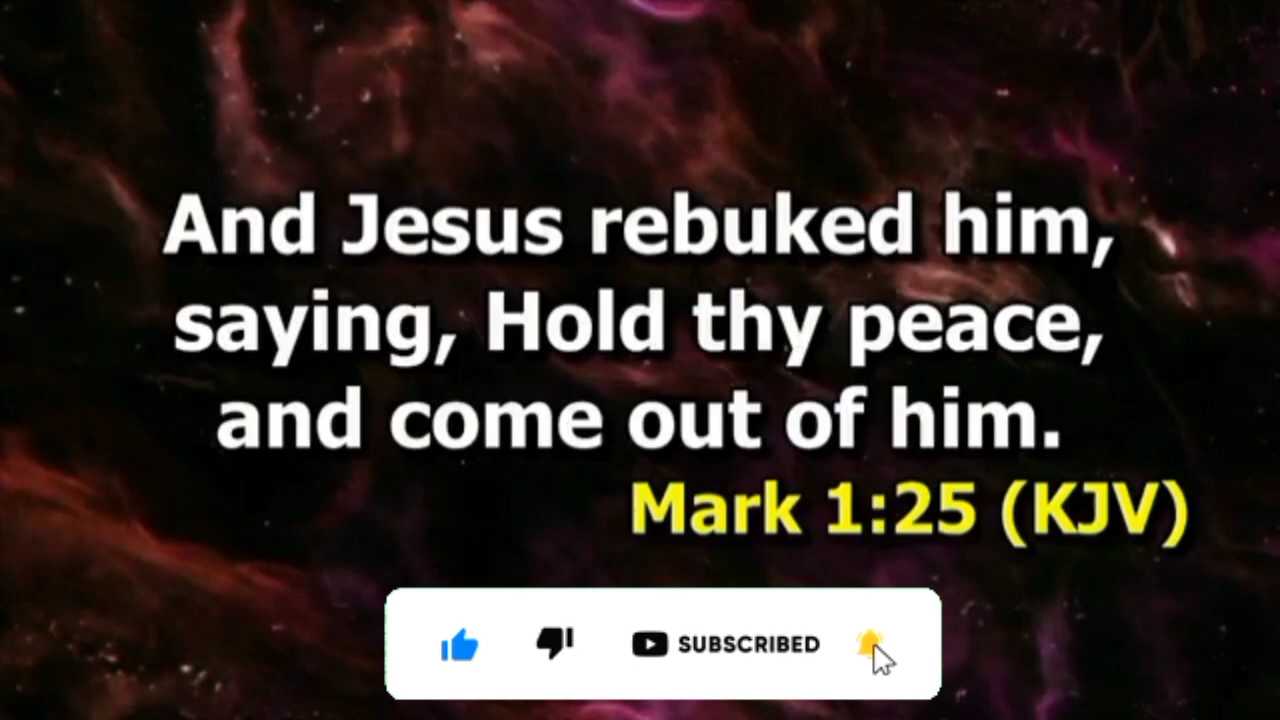 And Jesus rebuked him,
saying, Hold thy peace,
and come out of him.
Mark 1:25 (KJV)
SUBSCRIBED